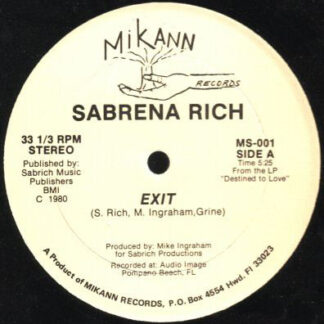 MiKANN
RECORDS
SABRENA RICH
33 1/3 RPM
STEREO
Published by:
Sabrich Music
Publishers
BMI
C 1980
MS-001
SIDE A
Time 5:25
From the LP
"Destined to Love"
EXIT
(S. Rich, M. Ingraham,Grine)
Produced by: Mike Ingraham
for Sabrich Productions
Recorded at: Audio Image
Pompano Beech, FL
A Product of MIKANN RECORDS, P.O. Box 4554 Hwd. Fl 33023